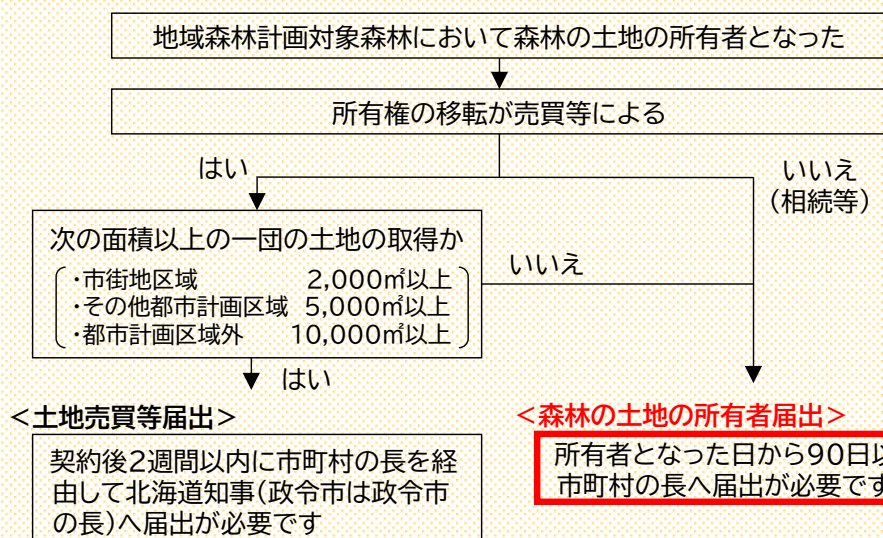 地域森林計画対象森林において森林の土地の所有者となった
所有権の移転が売買等による
はい
いいえ
(相続等)
次の面積以上の一団の土地の取得か
・市街地区域 2,000㎡以上
・その他都市計画区域 5,000㎡以上
・都市計画区域外 10,000㎡以上
いいえ
はい
<土地売買等届出>
契約後2週間以内に市町村の長を経
由して北海道知事(政令市は政令市
の長)へ届出が必要です
<森林の土地の所有者届出>
所有者となった日から90日以
市町村の長へ届出が必要です